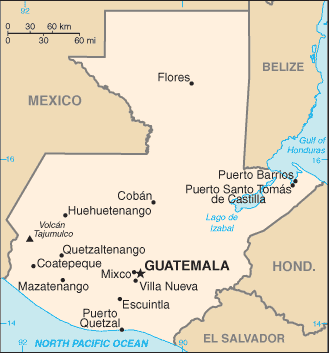 92
90
0 30 60 km
0 30 60 mi
Flores
BELIZE
MEXICO
Gulf of
Honduras
16
16
Puerto Barrios
Puerto Santo Tomás
de Castilla
Cobán
Lago de
Izabal
Huehuetenango
Volcán
Tajumulco
Quetzaltenango
Coatepeque
Mixco
GUATEMALA
HOND.
Mazatenango
Villa Nueva
Escuintla
Puerto
Quetzal
14
14
EL SALVADOR
NORTH PACIFIC OCEAN
92
90